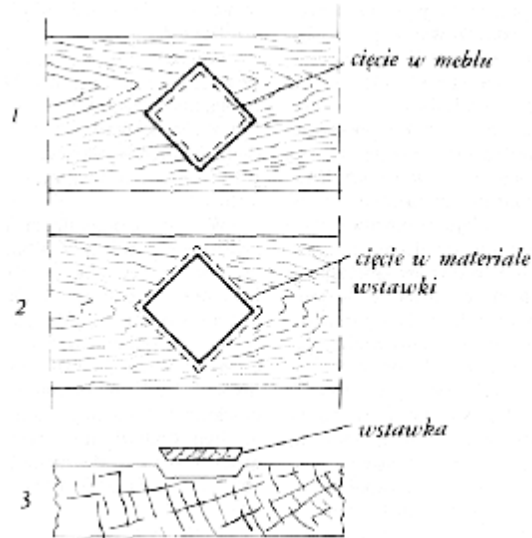 1
cięcie w meblu
2
cięcie w materiale
wstawki
3
wstawka